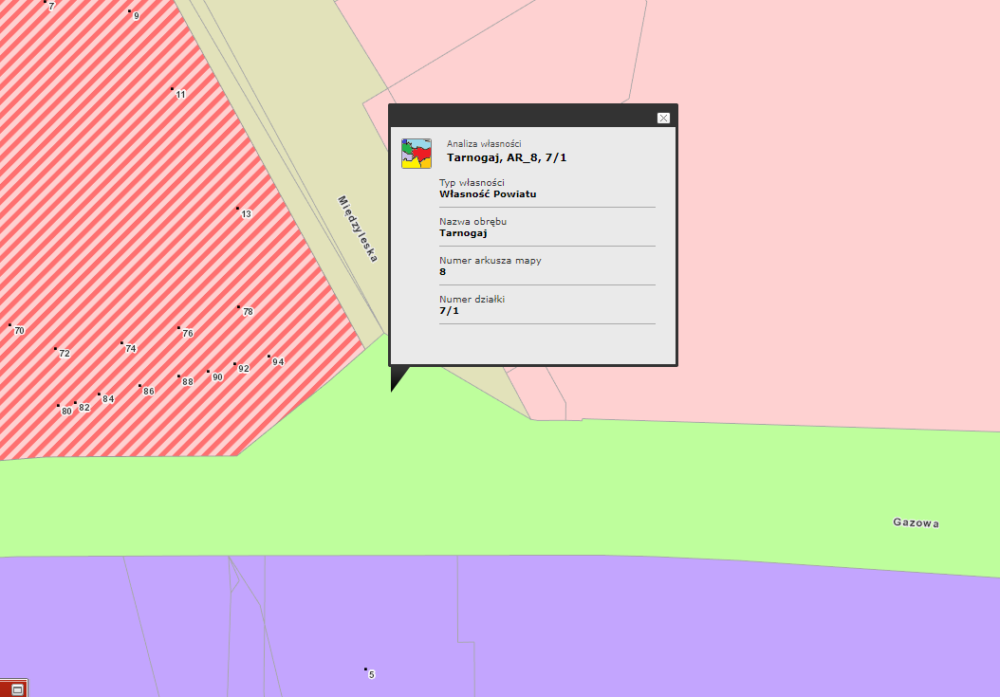 7
9
11
Analiza własności
Tarnogaj, AR_8, 7/1
Typ własności
Własność Powiatu
Nazwa obrębu
Tarnogaj
Numer arkusza mapy
8
Numer działki
7/1
Międzyleska
13
78
76
70
72
74
94
92
90
88
86
84
82
80
Gazowa
5